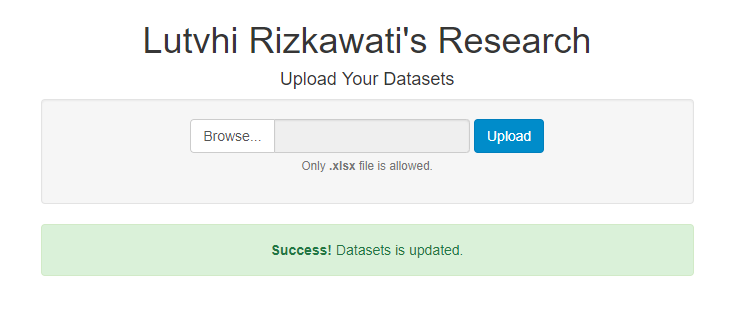 Lutvhi Rizkawati's Research
Upload Your Datasets
Browse... Upload
Only .xlsx file is allowed.
Success! Datasets is updated.